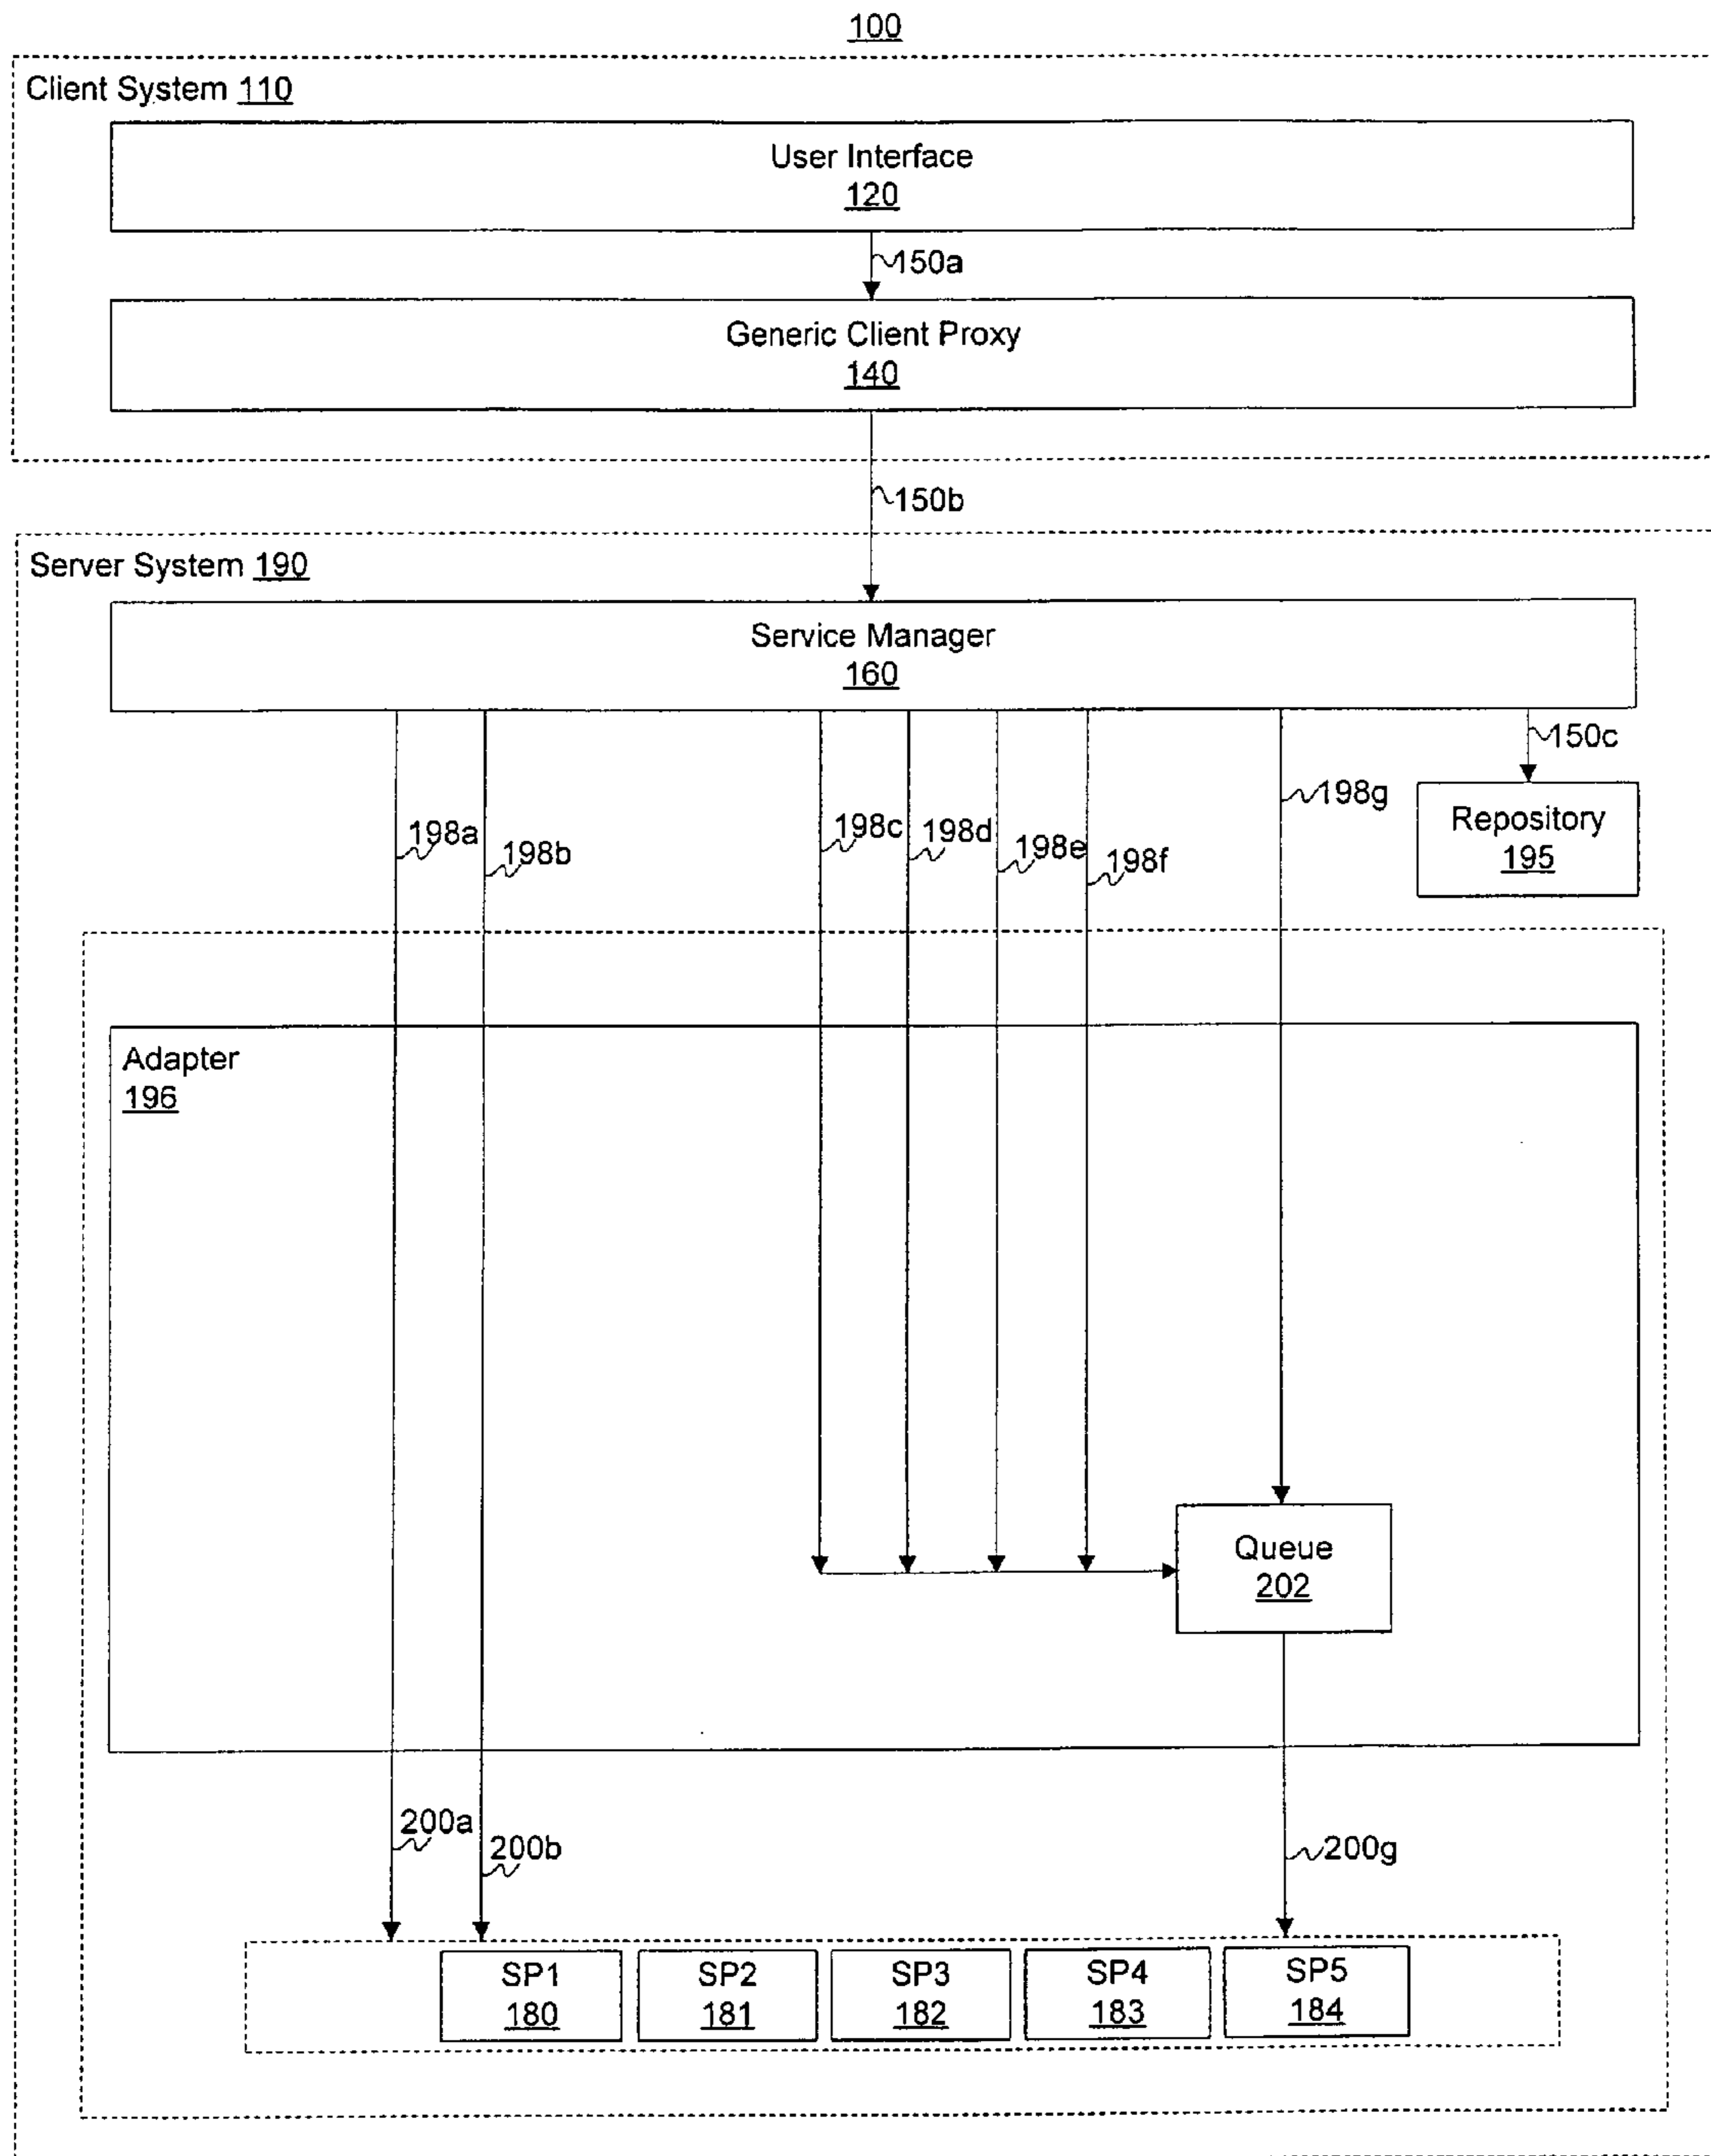 100
Client System 110
User Interface
120
150a
Generic Client Proxy
140
150b
Server System 190
Service Manager
160
150c
198a
198b
198c
198d
198e
198f
198g
Repository
195
Adapter
196
Queue
202
200a
200b
200g
SP1
180
SP2
181
SP3
182
SP4
183
SP5
184